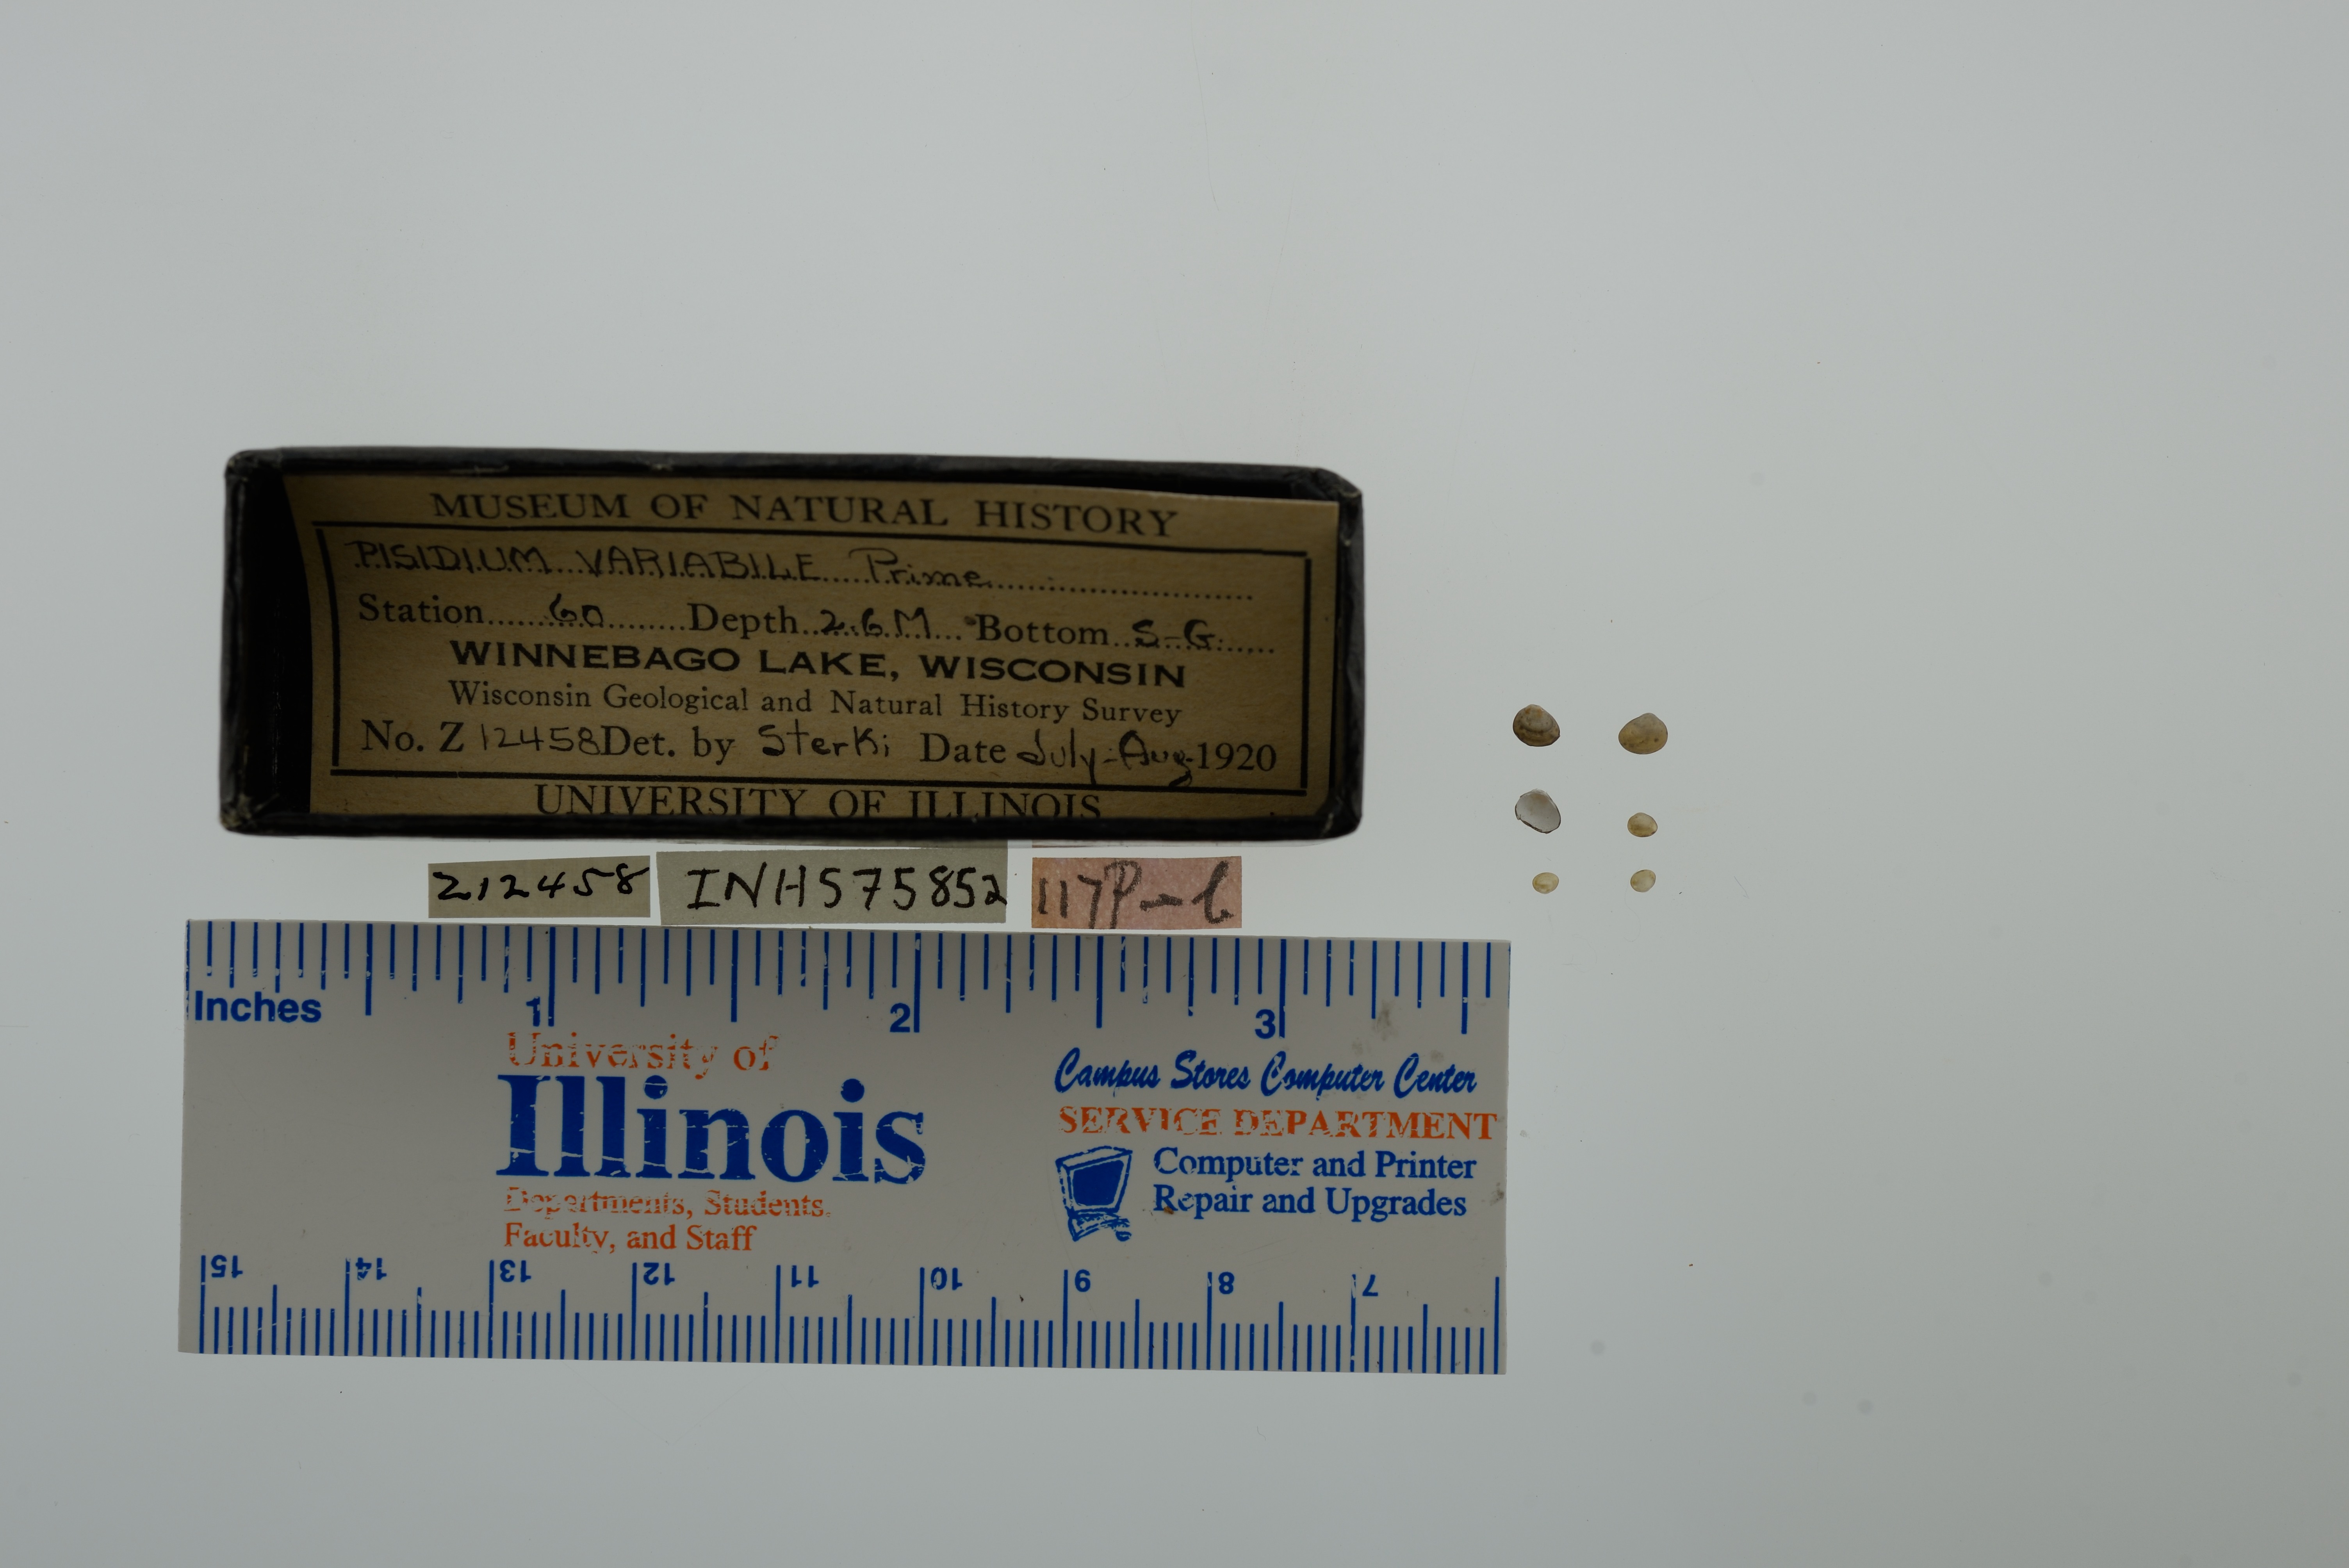 MUSEUM OF NATURAL HISTORY
PISIDIUM VARIABILE Prime
Station 60 Depth 2.6 M Bottom S-G
WINNEBAGO LAKE, WISCONSIN
Wisconsin Geological and Natural History Survey
No. Z 12458 Det. by Sterki Date July-Aug 1920
UNIVERSITY OF ILLINOIS
Z12458
INHS75852
117P-b
Inches 1 2 3
University of
Illinois
Departments, Students,
Faculty, and Staff
Campus Stores Computer Center
SERVICE DEPARTMENT
Computer and Printer
Repair and Upgrades
15 14 13 12 11 10 9 8 7